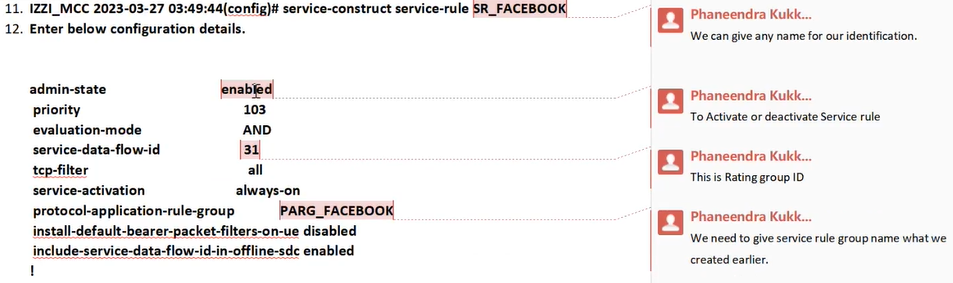 11. IZZI_MCC 2023-03-27 03:49:44(config)# service-construct service-rule SR_FACEBOOK
12. Enter below configuration details.
admin-state enabled
priority 103
evaluation-mode AND
service-data-flow-id 31
tcp-filter all
service-activation always-on
protocol-application-rule-group PARG_FACEBOOK
install-default-bearer-packet-filters-on-ue disabled
include-service-data-flow-id-in-offline-sdc enabled
!
Phaneendra Kukk...
We can give any name for our identification.
Phaneendra Kukk...
To Activate or deactivate Service rule
Phaneendra Kukk...
This is Rating group ID
Phaneendra Kukk...
We need to give service rule group name what we
created earlier.